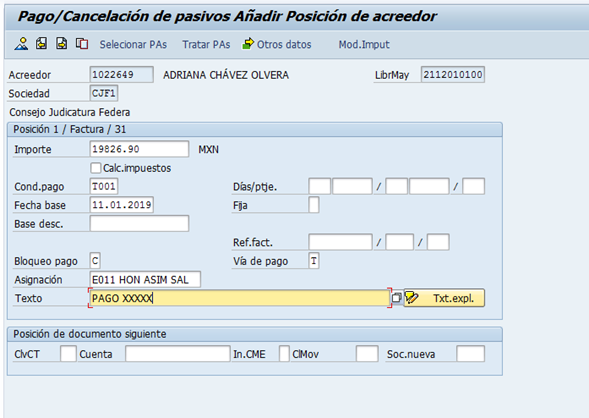 Pago/Cancelación de pasivos Añadir Posición de acreedor
Selecionar PAs Tratar PAs Otros datos Mod.Imput
Acreedor 1022649 ADRIANA CHÁVEZ OLVERA LibrMay 2112010100
Sociedad CJF1
Consejo Judicatura Federa
Posición 1 / Factura / 31
Importe 19826.90 MXN
Calc.impuestos
Cond.pago T001 Días/ptje. / /
Fecha base 11.01.2019 Fija
Base desc.
Ref.fact. / /
Bloqueo pago C Vía de pago T
Asignación E011 HON ASIM SAL
Texto PAGO XXXXX Txt.expl.
Posición de documento siguiente
ClvCT Cuenta In.CME ClMov Soc.nueva